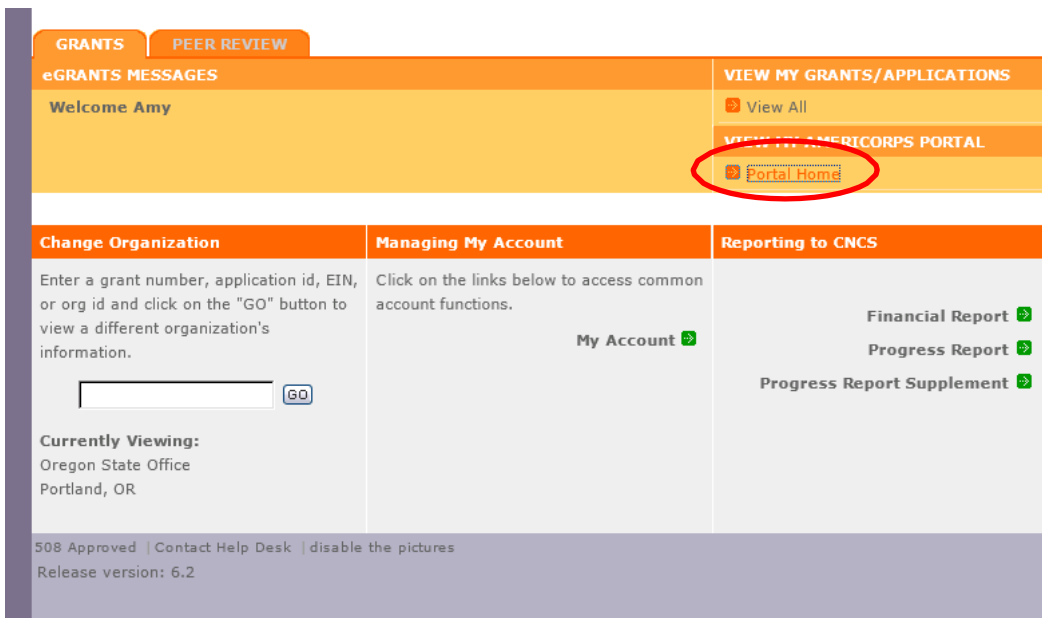 GRANTS
PEER REVIEW
eGRANTS MESSAGES
Welcome Amy
VIEW MY GRANTS/APPLICATIONS
View All
VIEW MY AMERICORPS PORTAL
Portal Home
Change Organization
Enter a grant number, application id, EIN,
or org id and click on the "GO" button to
view a different organization's
information.
GO
Currently Viewing:
Oregon State Office
Portland, OR
Managing My Account
Click on the links below to access common
account functions.
My Account
Reporting to CNCS
Financial Report
Progress Report
Progress Report Supplement
508 Approved | Contact Help Desk | disable the pictures
Release version: 6.2